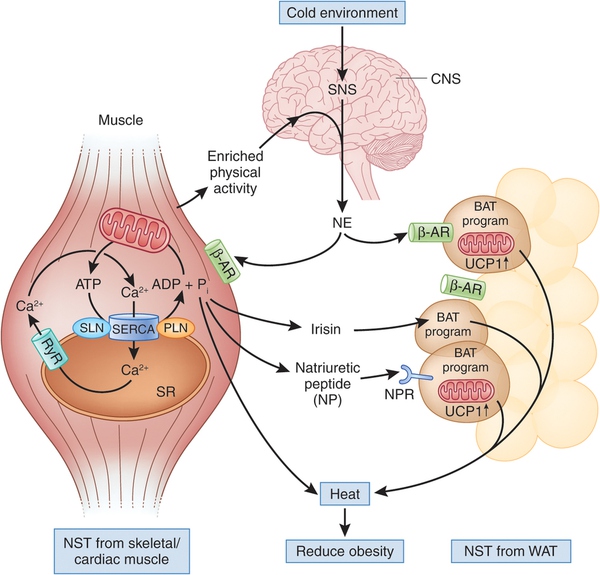 Cold environment
CNS
SNS
Muscle
Enriched
physical
activity
NE
β-AR
β-AR
BAT
program
UCP1↑
β-AR
ATP
Ca²⁺
ADP + Pᵢ
Ca²⁺
SLN
SERCA
PLN
RyR
Ca²⁺
SR
Irisin
BAT
program
Natriuretic
peptide
(NP)
NPR
BAT
program
UCP1↑
Heat
Reduce obesity
NST from skeletal/
cardiac muscle
NST from WAT